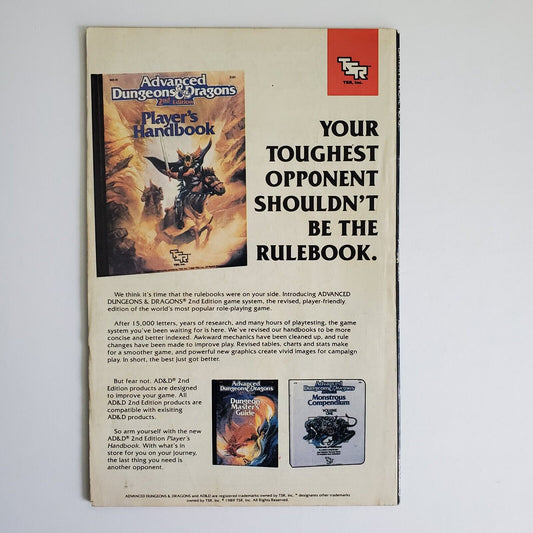 TSR
TSR, Inc.
Advanced
Dungeons & Dragons
2nd Edition
Player's
Handbook
TSR
TSR, Inc.
YOUR
TOUGHEST
OPPONENT
SHOULDN'T
BE THE
RULEBOOK.
We think it's time that the rulebooks were on your side. Introducing ADVANCED
DUNGEONS & DRAGONS® 2nd Edition game system, the revised, player-friendly
edition of the world's most popular role-playing game.
After 15,000 letters, years of research, and many hours of playtesting, the game
system you've been waiting for is here. We've revised our handbooks to be more
concise and better indexed. Awkward mechanics have been cleaned up, and rule
changes have been made to improve play. Revised tables, charts and stats make
for a smoother game, and powerful new graphics create vivid images for campaign
play. In short, the best just got better.
But fear not. AD&D® 2nd
Edition products are designed
to improve your game. All
AD&D 2nd Edition products are
compatible with exisiting
AD&D products.
So arm yourself with the new
AD&D® 2nd Edition Player's
Handbook. With what's in
store for you on your journey,
the last thing you need is
another opponent.
Advanced
Dungeons & Dragons
Dungeon
Master's
Guide
Advanced
Dungeons & Dragons
Monstrous
Compendium
VOLUME
ONE
TSR
ADVANCED DUNGEONS & DRAGONS and AD&D are registered trademarks owned by TSR, Inc. ™ designates other trademarks
owned by TSR, Inc. © 1989 TSR, Inc. All Rights Reserved.